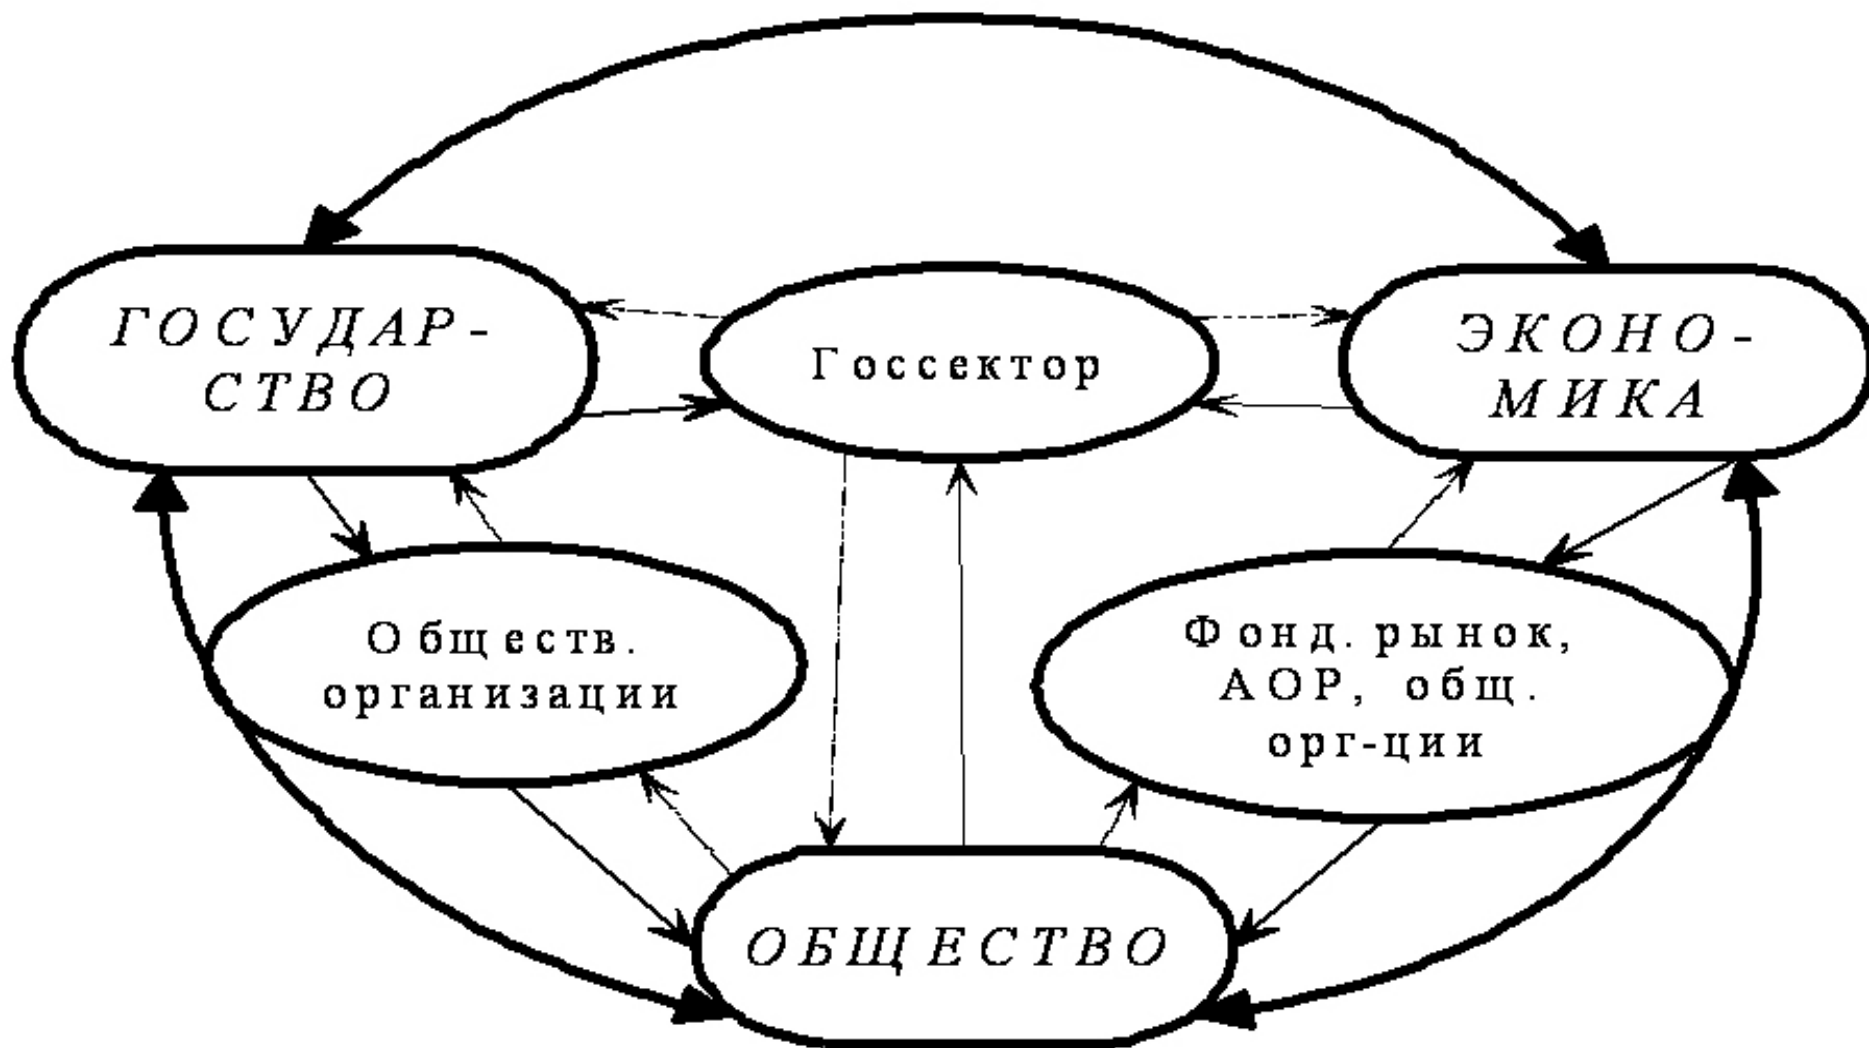 ГОСУДАР-
СТВО
Госсектор
ЭКОНО-
МИКА
Обществ.
организации
Фонд. рынок,
АОР, общ.
орг-ции
ОБЩЕСТВО